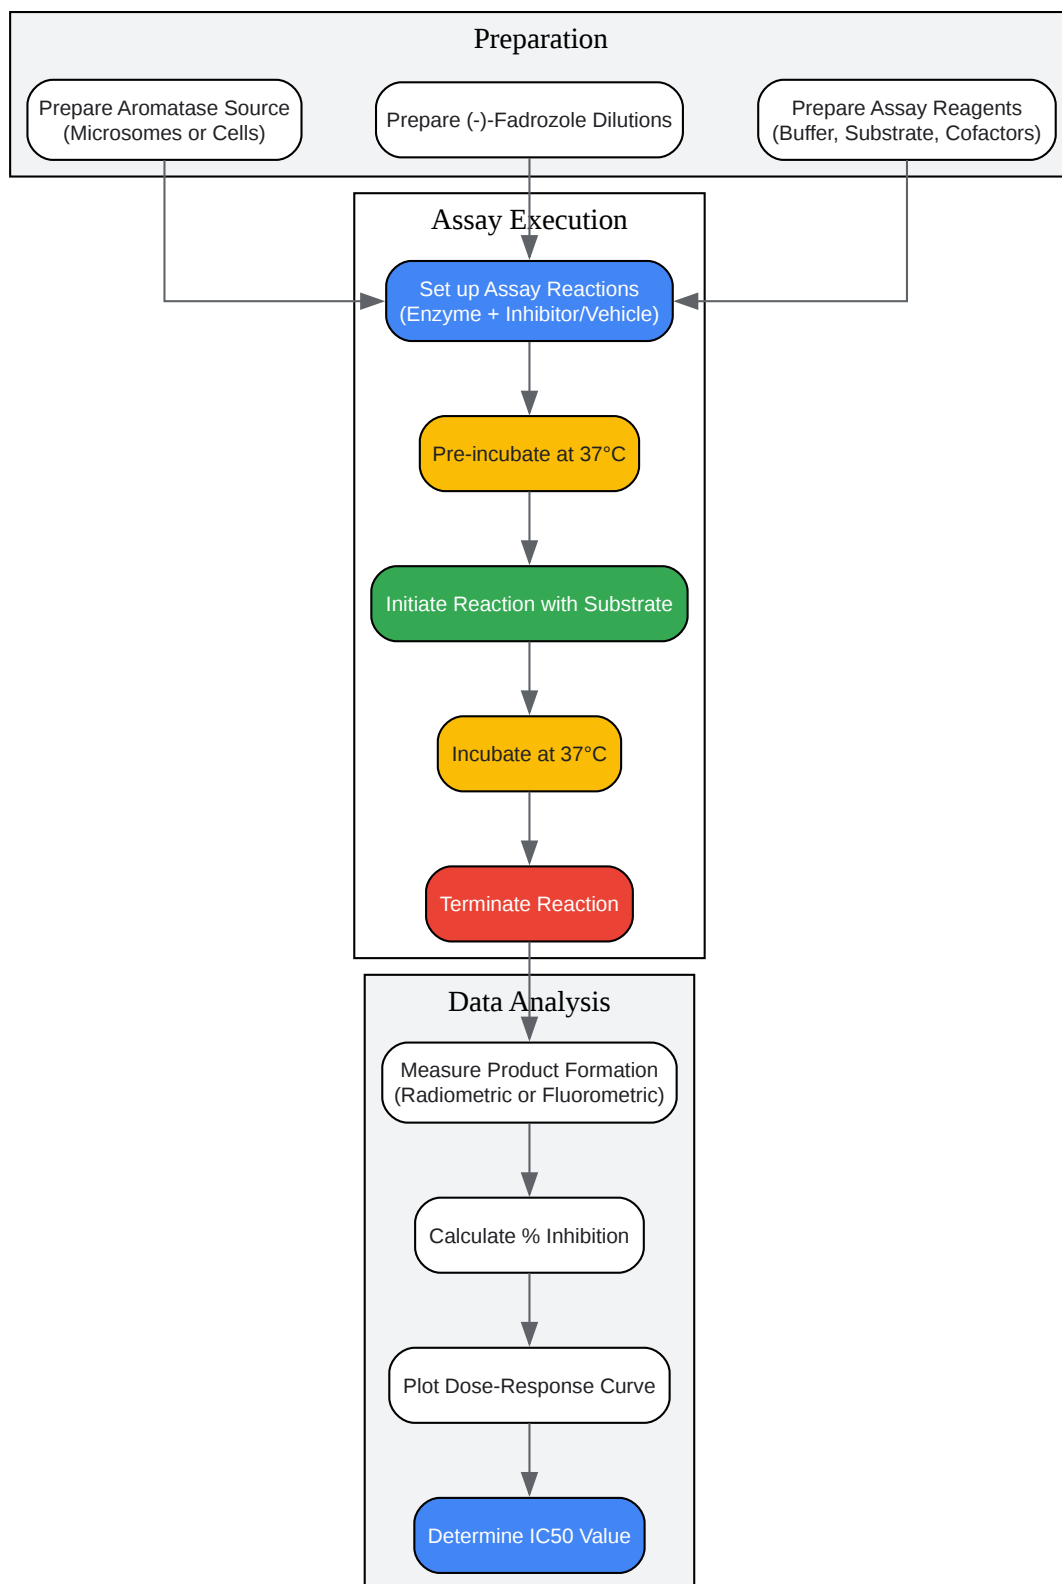 Preparation
Prepare Aromatase Source
(Microsomes or Cells)
Prepare (-)-Fadrozole Dilutions
Prepare Assay Reagents
(Buffer, Substrate, Cofactors)
Assay Execution
Set up Assay Reactions
(Enzyme + Inhibitor/Vehicle)
Pre-incubate at 37°C
Initiate Reaction with Substrate
Incubate at 37°C
Terminate Reaction
Data Analysis
Measure Product Formation
(Radiometric or Fluorometric)
Calculate % Inhibition
Plot Dose-Response Curve
Determine IC50 Value